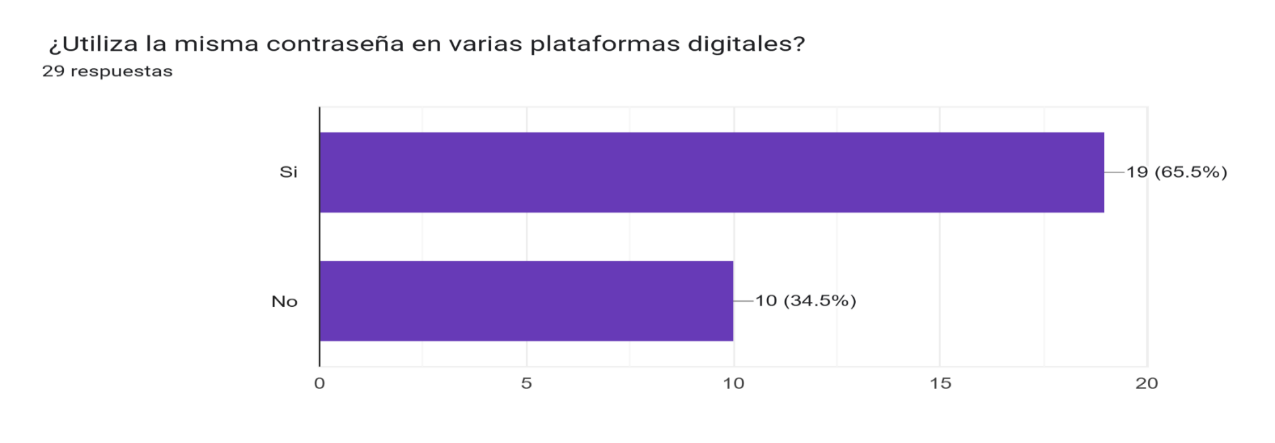 ¿Utiliza la misma contraseña en varias plataformas digitales?
29 respuestas
Si
19 (65.5%)
No
10 (34.5%)
0 5 10 15 20